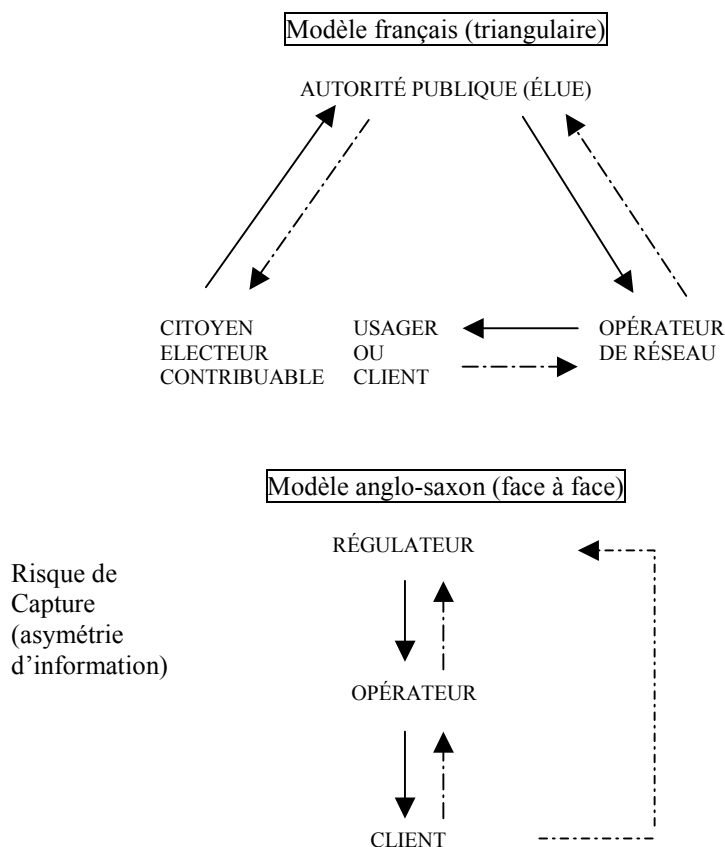 Modèle français (triangulaire)
AUTORITÉ PUBLIQUE (ÉLUE)
CITOYEN
ELECTEUR
CONTRIBUABLE
USAGER
OU
CLIENT
OPÉRATEUR
DE RÉSEAU
Modèle anglo-saxon (face à face)
RÉGULATEUR
Risque de
Capture
(asymétrie
d’information)
OPÉRATEUR
CLIENT